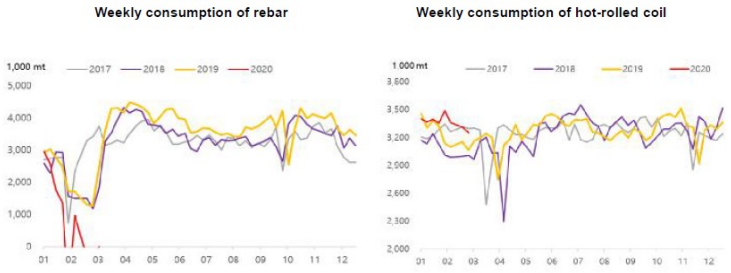 Weekly consumption of rebar
1,000 mt
2017 2018 2019 2020
5,000
4,000
3,000
2,000
1,000
0
01 02 03 04 05 06 07 08 09 10 11 12
Weekly consumption of hot-rolled coil
1.000 mt
2017 2018 2019 2020
3,800
3,500
3,200
2,900
2,600
2,300
2,000
01 02 03 04 05 06 07 08 09 10 11 12